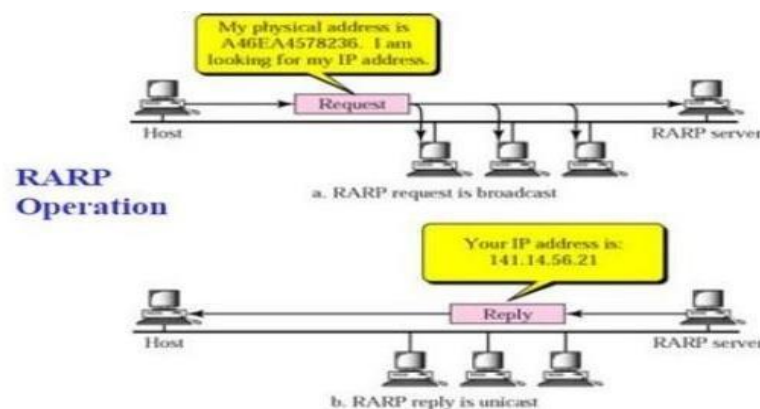 My physical address is
A46EA4578236. I am
looking for my IP address.
Request
Host
RARP server
a. RARP request is broadcast
RARP
Operation
Your IP address is:
141.14.56.21
Reply
Host
RARP server
b. RARP reply is unicast